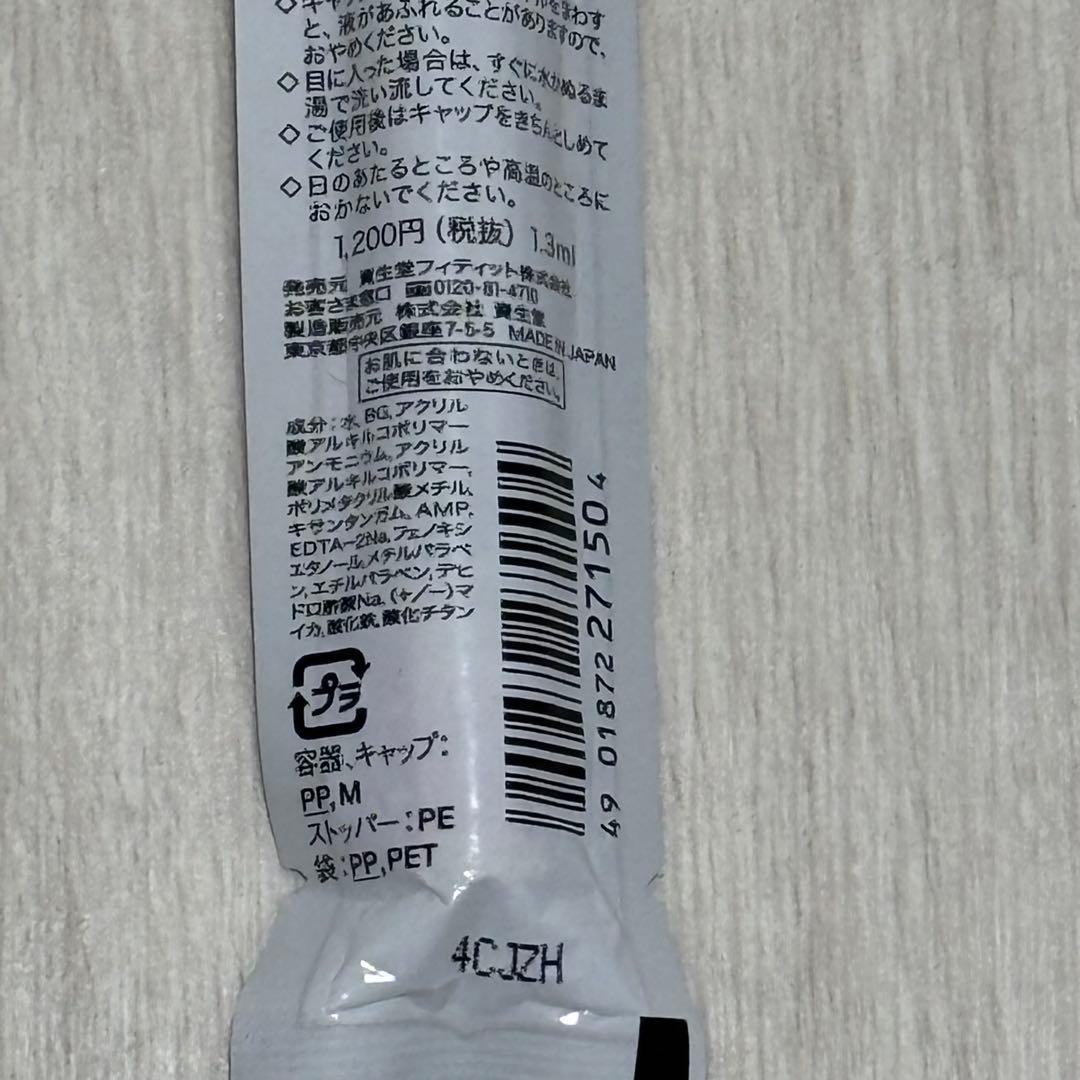 と、液があふれることがありますので、
おやめください。
◇目に入った場合は、すぐに水かぬるま
湯で洗い流してください。
◇ご使用後はキャップをきちんとしめて
ください。
◇日のあたるところや高温のところに
おかないでください。
1,200円(税抜) 1.3ml
発売元 資生堂フィティット株式会社
お客さま窓口 0120-81-4710
製造販売元 株式会社 資生堂
東京都中央区銀座7-5-5 MADE IN JAPAN
お肌に合わないときは、
ご使用をおやめください。
成分:水,BG,アクリル
酸アルキルコポリマー
アンモニウム,アクリル
酸アルキルコポリマー,
ポリメタクリル酸メチル,
キサンタンガム,AMP,
EDTA-2Na,フェノキシ
エタノール,メチルパラベ
ン,エチルパラベン,デヒ
ドロ酢酸Na,(+/-)マ
イカ,酸化鉄,酸化チタン
プラ
容器、キャップ:
PP,M
ストッパー:PE
袋:PP,PET
4 901872 271504
4CJZH